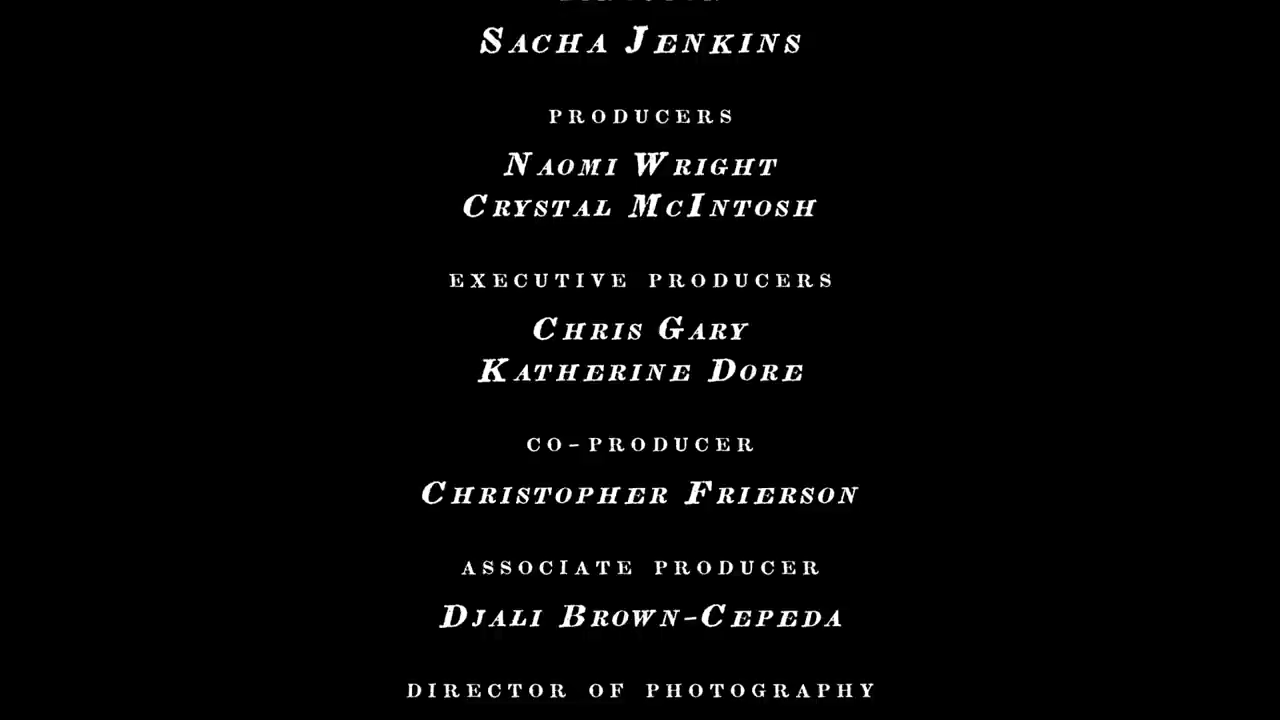 SACHA JENKINS
PRODUCERS
NAOMI WRIGHT
CRYSTAL MCINTOSH
EXECUTIVE PRODUCERS
CHRIS GARY
KATHERINE DORE
CO-PRODUCER
CHRISTOPHER FRIERSON
ASSOCIATE PRODUCER
DJALI BROWN-CEPEDA
DIRECTOR OF PHOTOGRAPHY